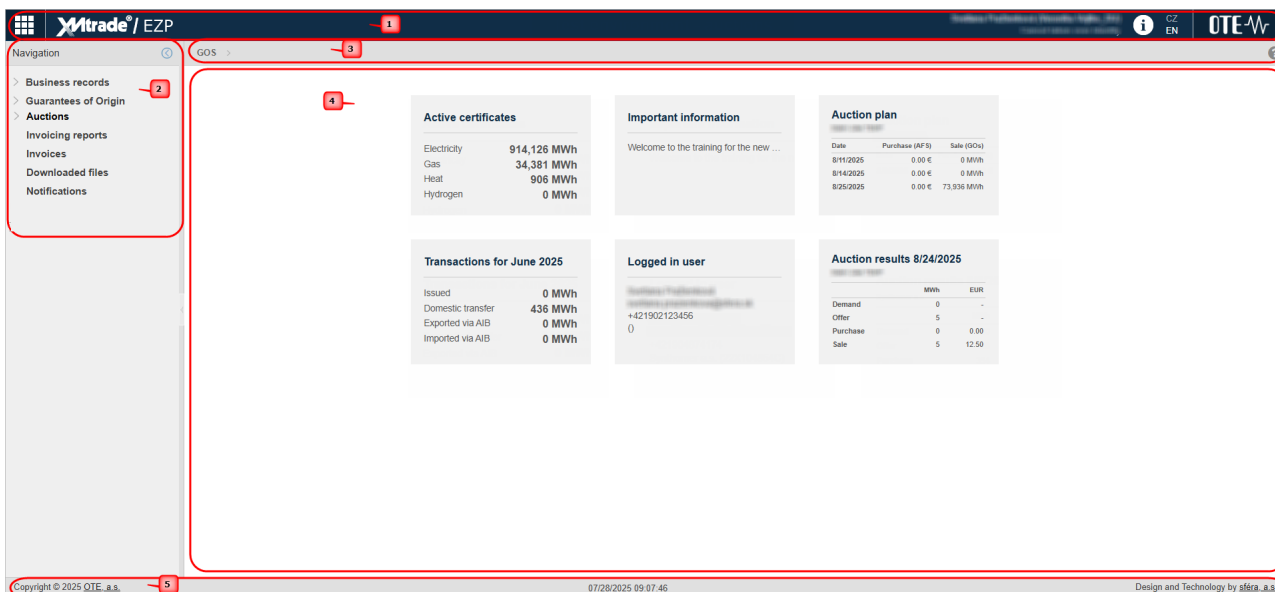 XMtrade®/ EZP
1
i
CZ
EN
OTE
Navigation
GOS >
3
?
Business records
2
Guarantees of Origin
Auctions
Invoicing reports
Invoices
Downloaded files
Notifications
4
Active certificates
Electricity 914,126 MWh
Gas 34,381 MWh
Heat 906 MWh
Hydrogen 0 MWh
Important information
Welcome to the training for the new ...
Auction plan
Date Purchase (AFS) Sale (GOs)
8/11/2025 0.00 € 0 MWh
8/14/2025 0.00 € 0 MWh
8/25/2025 0.00 € 73,936 MWh
Transactions for June 2025
Issued 0 MWh
Domestic transfer 436 MWh
Exported via AIB 0 MWh
Imported via AIB 0 MWh
Logged in user
+421902123456
()
Auction results 8/24/2025
MWh EUR
Demand 0 -
Offer 5 -
Purchase 0 0.00
Sale 5 12.50
Copyright © 2025 OTE, a.s.
5
07/28/2025 09:07:46
Design and Technology by sféra, a.s